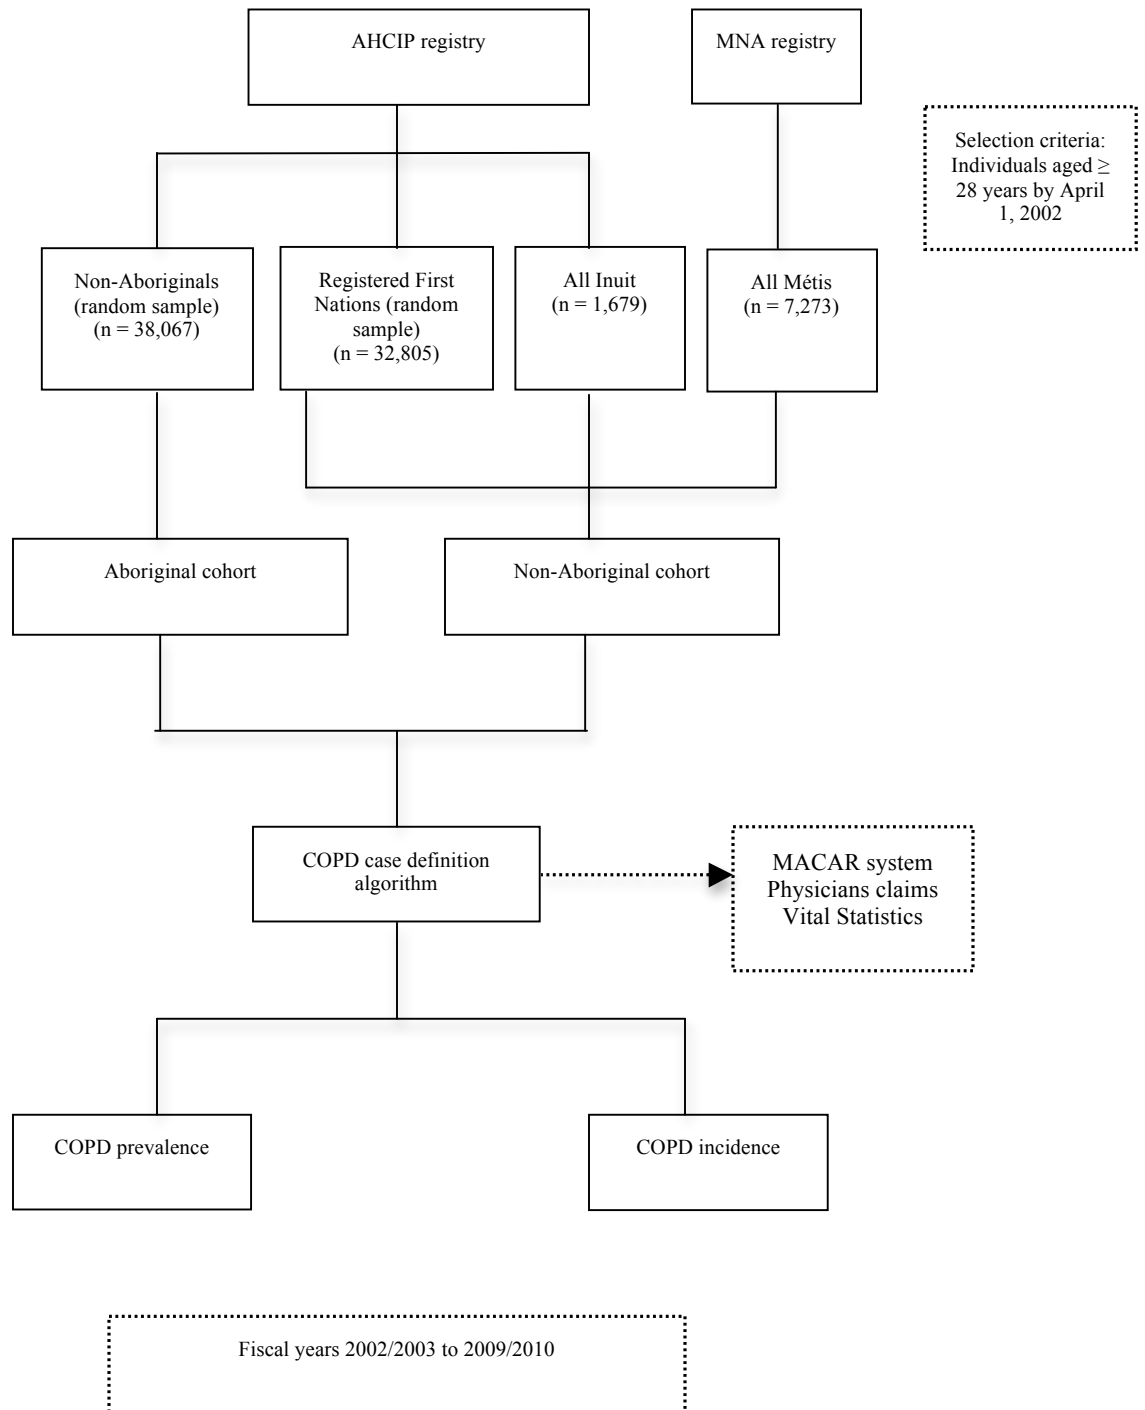 AHCIP registry
MNA registry
Selection criteria:
Individuals aged ≥
28 years by April
1, 2002
Non-Aboriginals
(random sample)
(n = 38,067)
Registered First
Nations (random
sample)
(n = 32,805)
All Inuit
(n = 1,679)
All Métis
(n = 7,273)
Aboriginal cohort
Non-Aboriginal cohort
COPD case definition
algorithm
MACAR system
Physicians claims
Vital Statistics
COPD prevalence
COPD incidence
Fiscal years 2002/2003 to 2009/2010